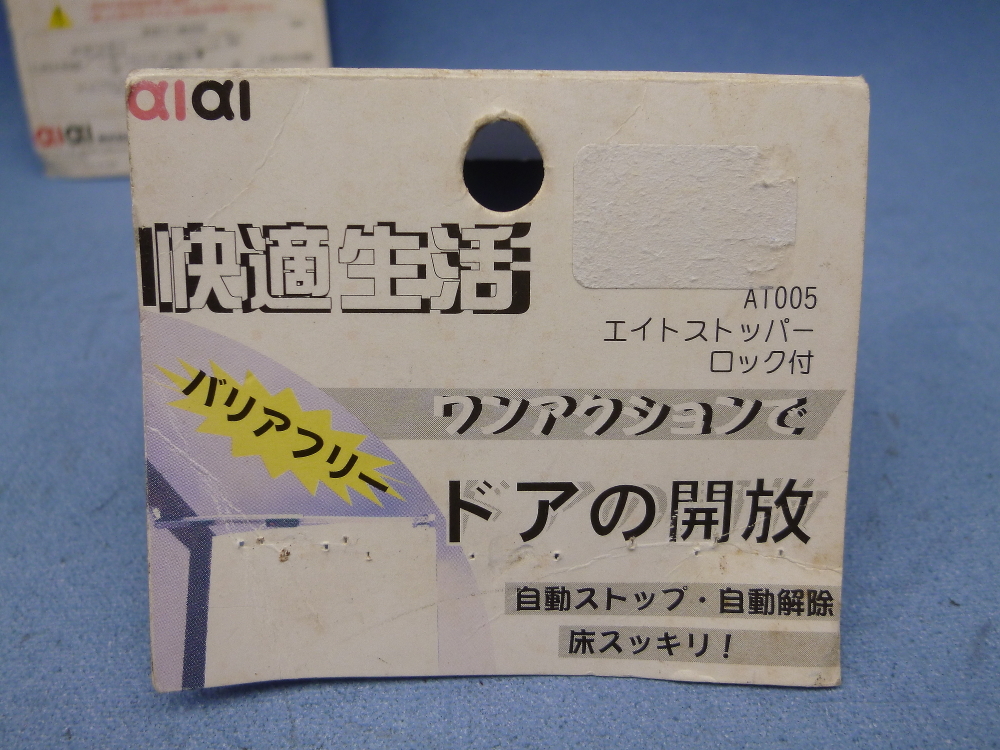 aiai
aiai
快適生活
AT005
エイトストッパー
ロック付
バリアフリー
ワンアクションで
ドアの開放
自動ストップ・自動解除
床スッキリ!